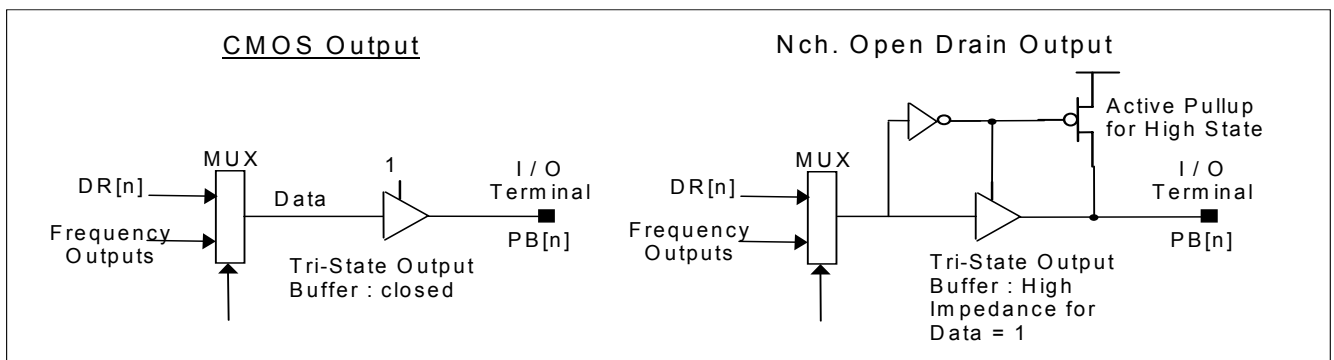 CMOS Output
MUX
DR[n]
Frequency
Outputs
Data
1
I / O
Terminal
PB[n]
Tri-State Output
Buffer : closed
Nch. Open Drain Output
Active Pullup
for High State
MUX
DR[n]
Frequency
Outputs
I / O
Terminal
PB[n]
Tri-State Output
Buffer : High
Impedance for
Data = 1